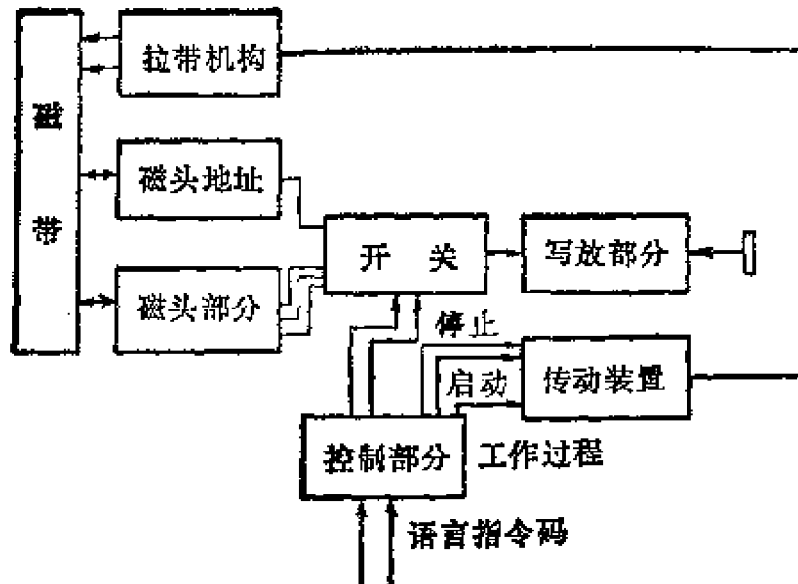 拉带机构
磁带
磁头地址
开关
写放部分
磁头部分
停止
启动
传动装置
控制部分
工作过程
语言指令码